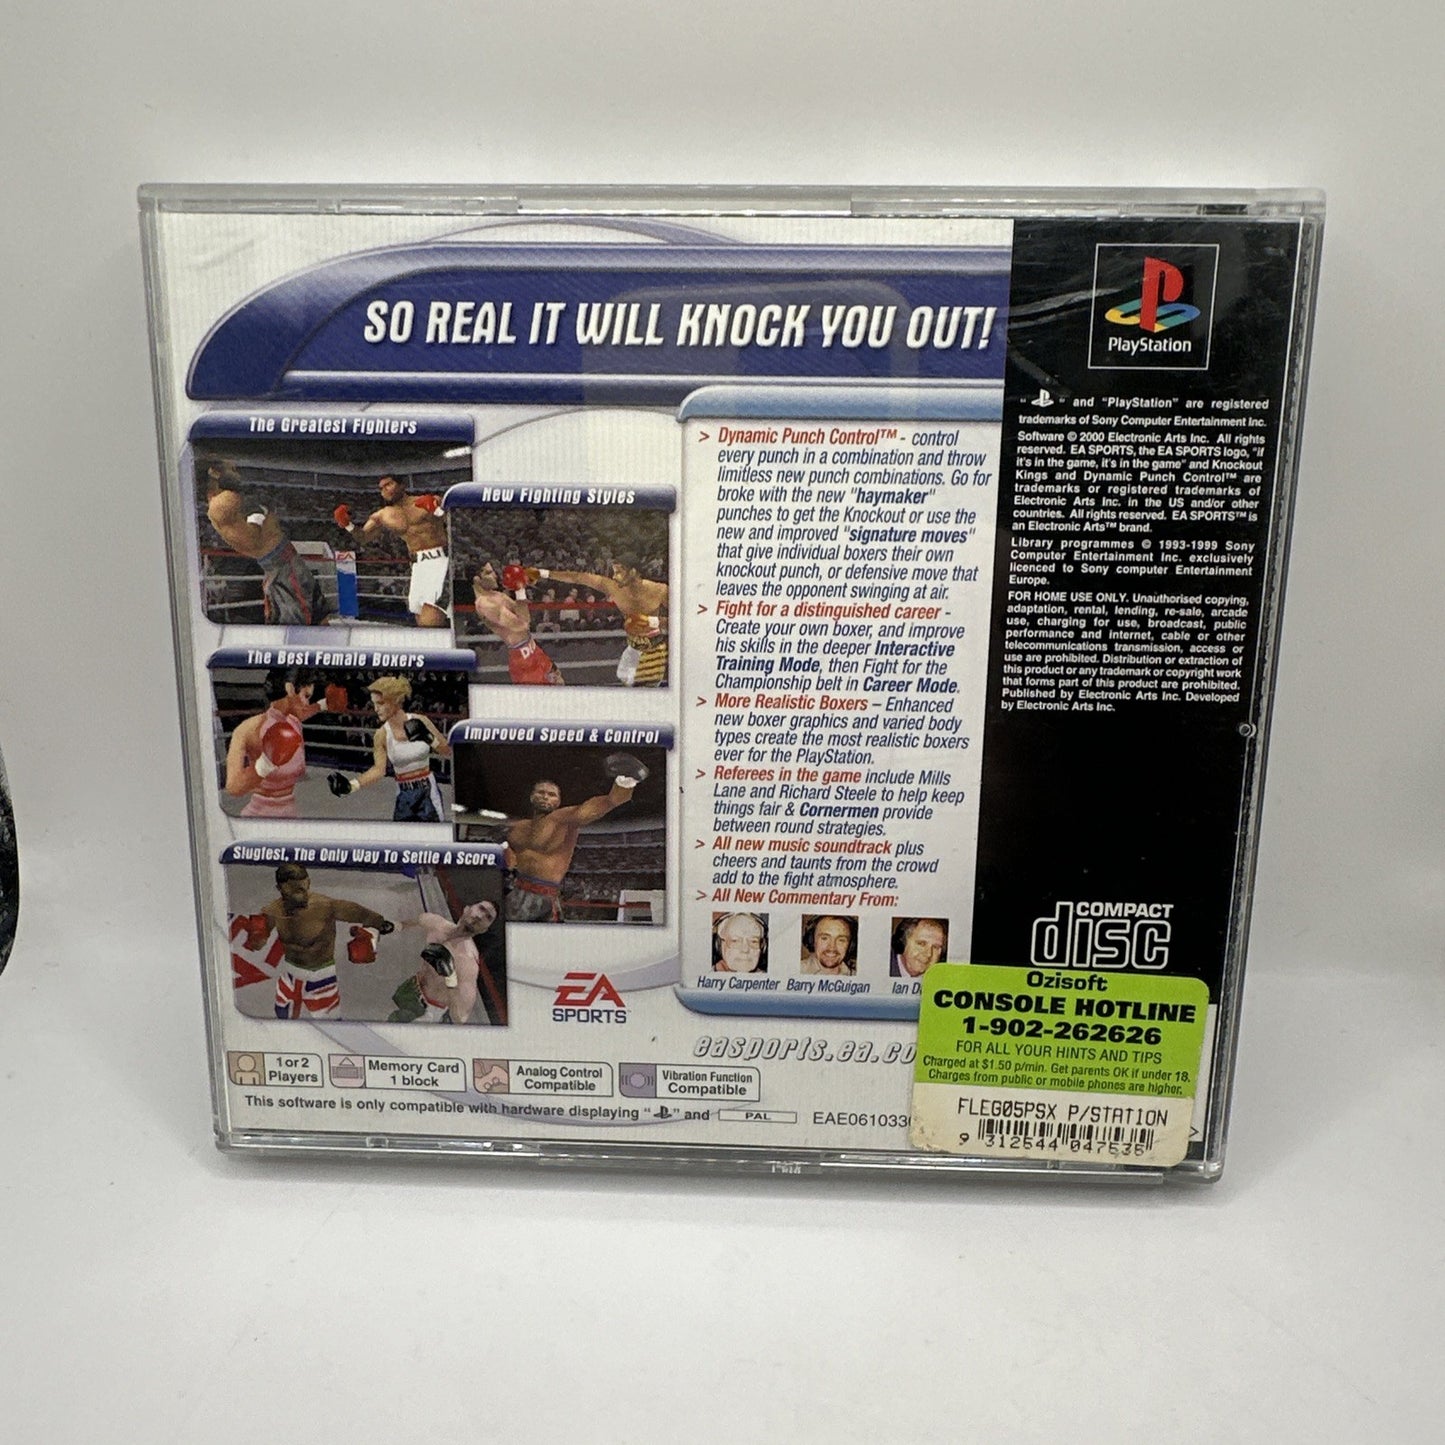 SO REAL IT WILL KNOCK YOU OUT!
The Greatest Fighters
ALI
New Fighting Styles
The Best Female Boxers
Improved Speed & Control
Slugfest, The Only Way To Settle A Score
> Dynamic Punch Control™ - control
every punch in a combination and throw
limitless new punch combinations. Go for
broke with the new "haymaker"
punches to get the Knockout or use the
new and improved "signature moves"
that give individual boxers their own
knockout punch, or defensive move that
leaves the opponent swinging at air.
> Fight for a distinguished career -
Create your own boxer, and improve
his skills in the deeper Interactive
Training Mode, then Fight for the
Championship belt in Career Mode.
> More Realistic Boxers – Enhanced
new boxer graphics and varied body
types create the most realistic boxers
ever for the PlayStation.
> Referees in the game include Mills
Lane and Richard Steele to help keep
things fair & Cornermen provide
between round strategies.
> All new music soundtrack plus
cheers and taunts from the crowd
add to the fight atmosphere.
> All New Commentary From:
Harry Carpenter Barry McGuigan Ian
EA
SPORTS™
easports.ea.co
1 or 2
Players
Memory Card
1 block
Analog Control
Compatible
Vibration Function
Compatible
This software is only compatible with hardware displaying " " and PAL
EAE0610330
PlayStation
" " and "PlayStation" are registered
trademarks of Sony Computer Entertainment Inc.
Software © 2000 Electronic Arts Inc. All rights
reserved. EA SPORTS, the EA SPORTS logo, "If
it's in the game, it's in the game" and Knockout
Kings and Dynamic Punch Control™ are
trademarks or registered trademarks of
Electronic Arts Inc. in the US and/or other
countries. All rights reserved. EA SPORTS™ is
an Electronic Arts™ brand.
Library programmes © 1993-1999 Sony
Computer Entertainment Inc. exclusively
licenced to Sony computer Entertainment
Europe.
FOR HOME USE ONLY. Unauthorised copying,
adaptation, rental, lending, re-sale, arcade
use, charging for use, broadcast, public
performance and internet, cable or other
telecommunications transmission, access or
use are prohibited. Distribution or extraction of
this product or any trademark or copyright work
that forms part of this product are prohibited.
Published by Electronic Arts Inc. Developed
by Electronic Arts Inc.
COMPACT
disc
Ozisoft
CONSOLE HOTLINE
1-902-262626
FOR ALL YOUR HINTS AND TIPS
Charged at $1.50 p/min. Get parents OK if under 18.
Charges from public or mobile phones are higher.
FLEG05PSX P/STATION
9 312544 047535